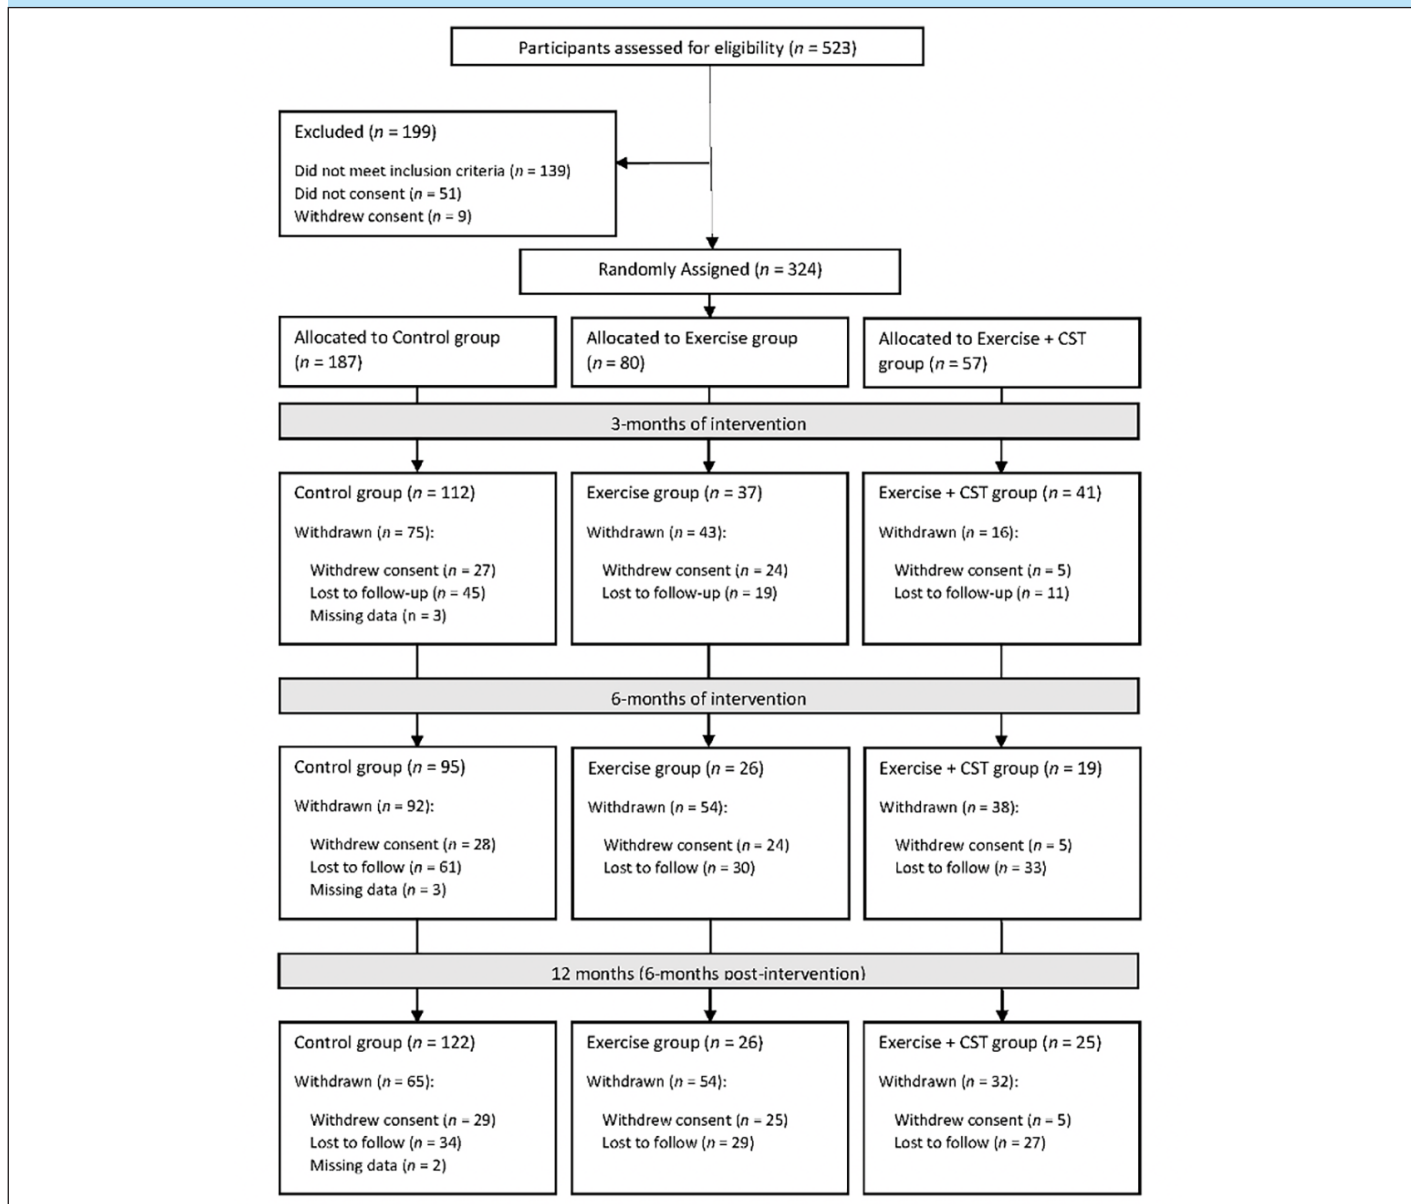 Participants assessed for eligibility (n = 523)
Excluded (n = 199)
Did not meet inclusion criteria (n = 139)
Did not consent (n = 51)
Withdrew consent (n = 9)
Randomly Assigned (n = 324)
Allocated to Control group
(n = 187)
Allocated to Exercise group
(n = 80)
Allocated to Exercise + CST
group (n = 57)
3-months of intervention
Control group (n = 112)
Withdrawn (n = 75):
Withdrew consent (n = 27)
Lost to follow-up (n = 45)
Missing data (n = 3)
Exercise group (n = 37)
Withdrawn (n = 43):
Withdrew consent (n = 24)
Lost to follow-up (n = 19)
Exercise + CST group (n = 41)
Withdrawn (n = 16):
Withdrew consent (n = 5)
Lost to follow-up (n = 11)
6-months of intervention
Control group (n = 95)
Withdrawn (n = 92):
Withdrew consent (n = 28)
Lost to follow (n = 61)
Missing data (n = 3)
Exercise group (n = 26)
Withdrawn (n = 54):
Withdrew consent (n = 24)
Lost to follow (n = 30)
Exercise + CST group (n = 19)
Withdrawn (n = 38):
Withdrew consent (n = 5)
Lost to follow (n = 33)
12 months (6-months post-intervention)
Control group (n = 122)
Withdrawn (n = 65):
Withdrew consent (n = 29)
Lost to follow (n = 34)
Missing data (n = 2)
Exercise group (n = 26)
Withdrawn (n = 54):
Withdrew consent (n = 25)
Lost to follow (n = 29)
Exercise + CST group (n = 25)
Withdrawn (n = 32):
Withdrew consent (n = 5)
Lost to follow (n = 27)